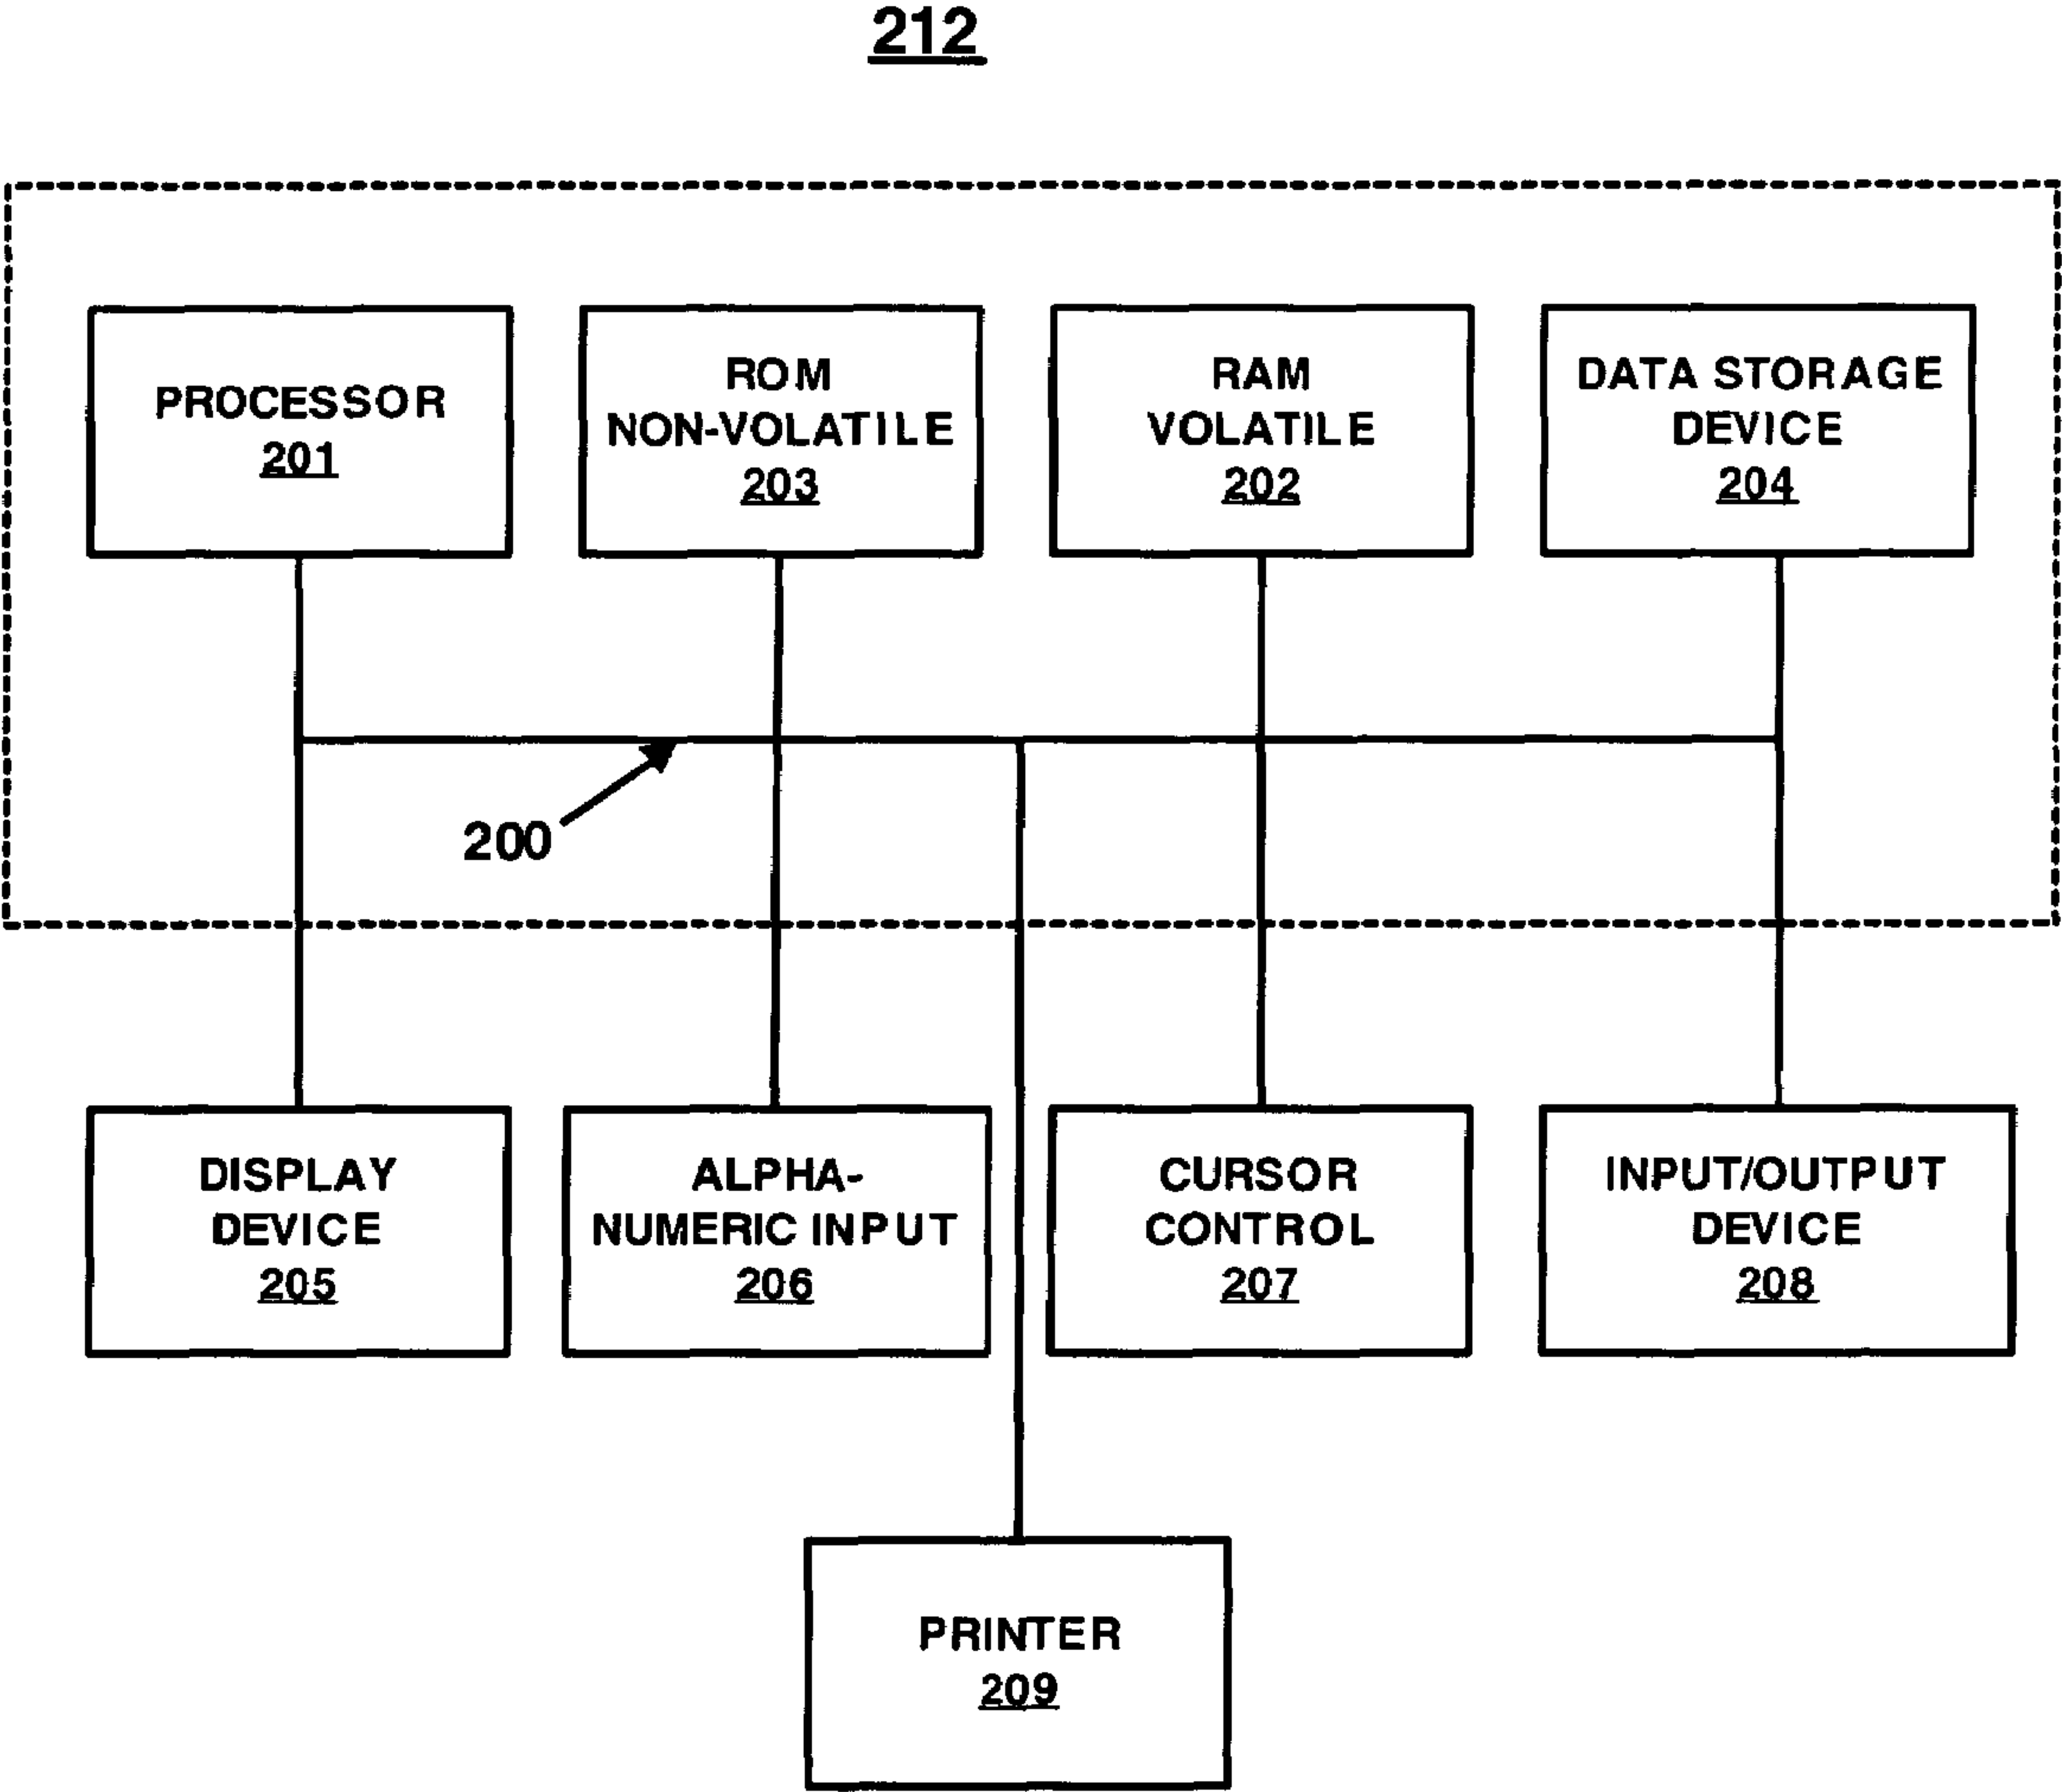 212
PROCESSOR
201
ROM
NON-VOLATILE
203
RAM
VOLATILE
202
DATA STORAGE
DEVICE
204
200
DISPLAY
DEVICE
205
ALPHA-
NUMERIC INPUT
206
CURSOR
CONTROL
207
INPUT/OUTPUT
DEVICE
208
PRINTER
209